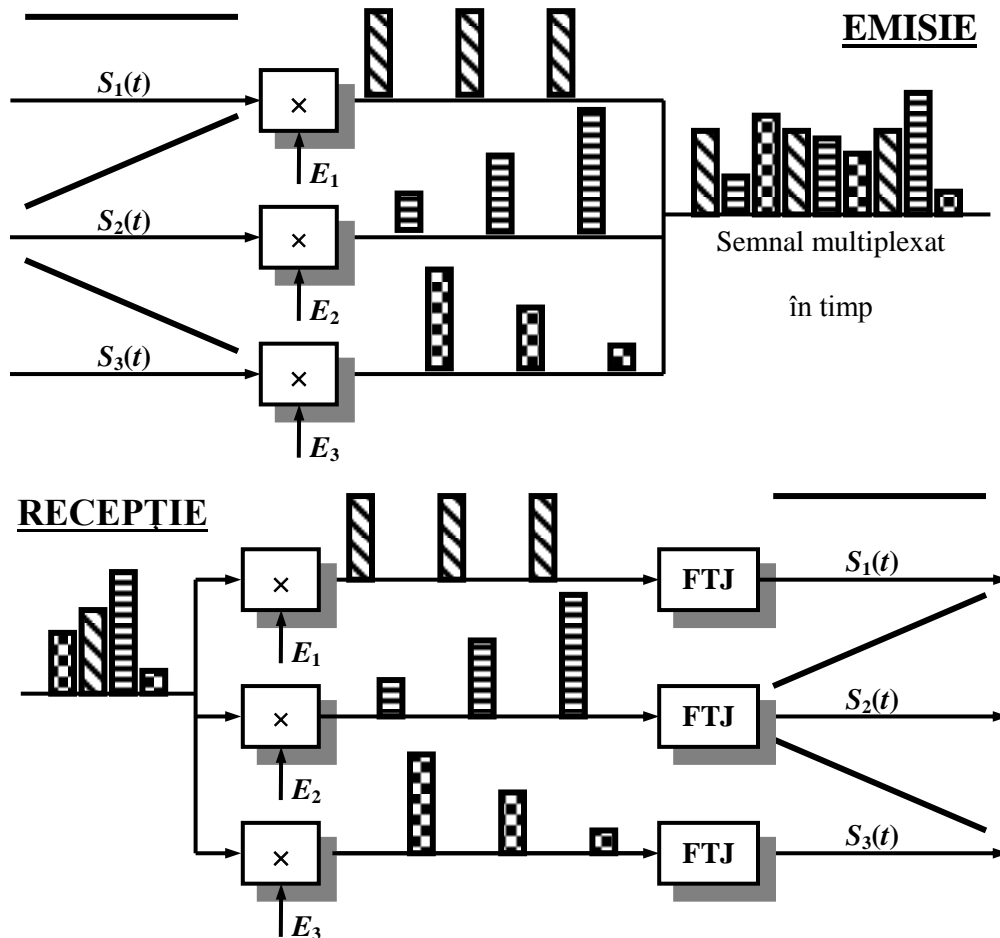 EMISIE
S1(t)
×
E1
S2(t)
×
E2
Semnal multiplexat
în timp
S3(t)
×
E3
RECEPŢIE
×
E1
FTJ
S1(t)
×
E2
FTJ
S2(t)
×
E3
FTJ
S3(t)